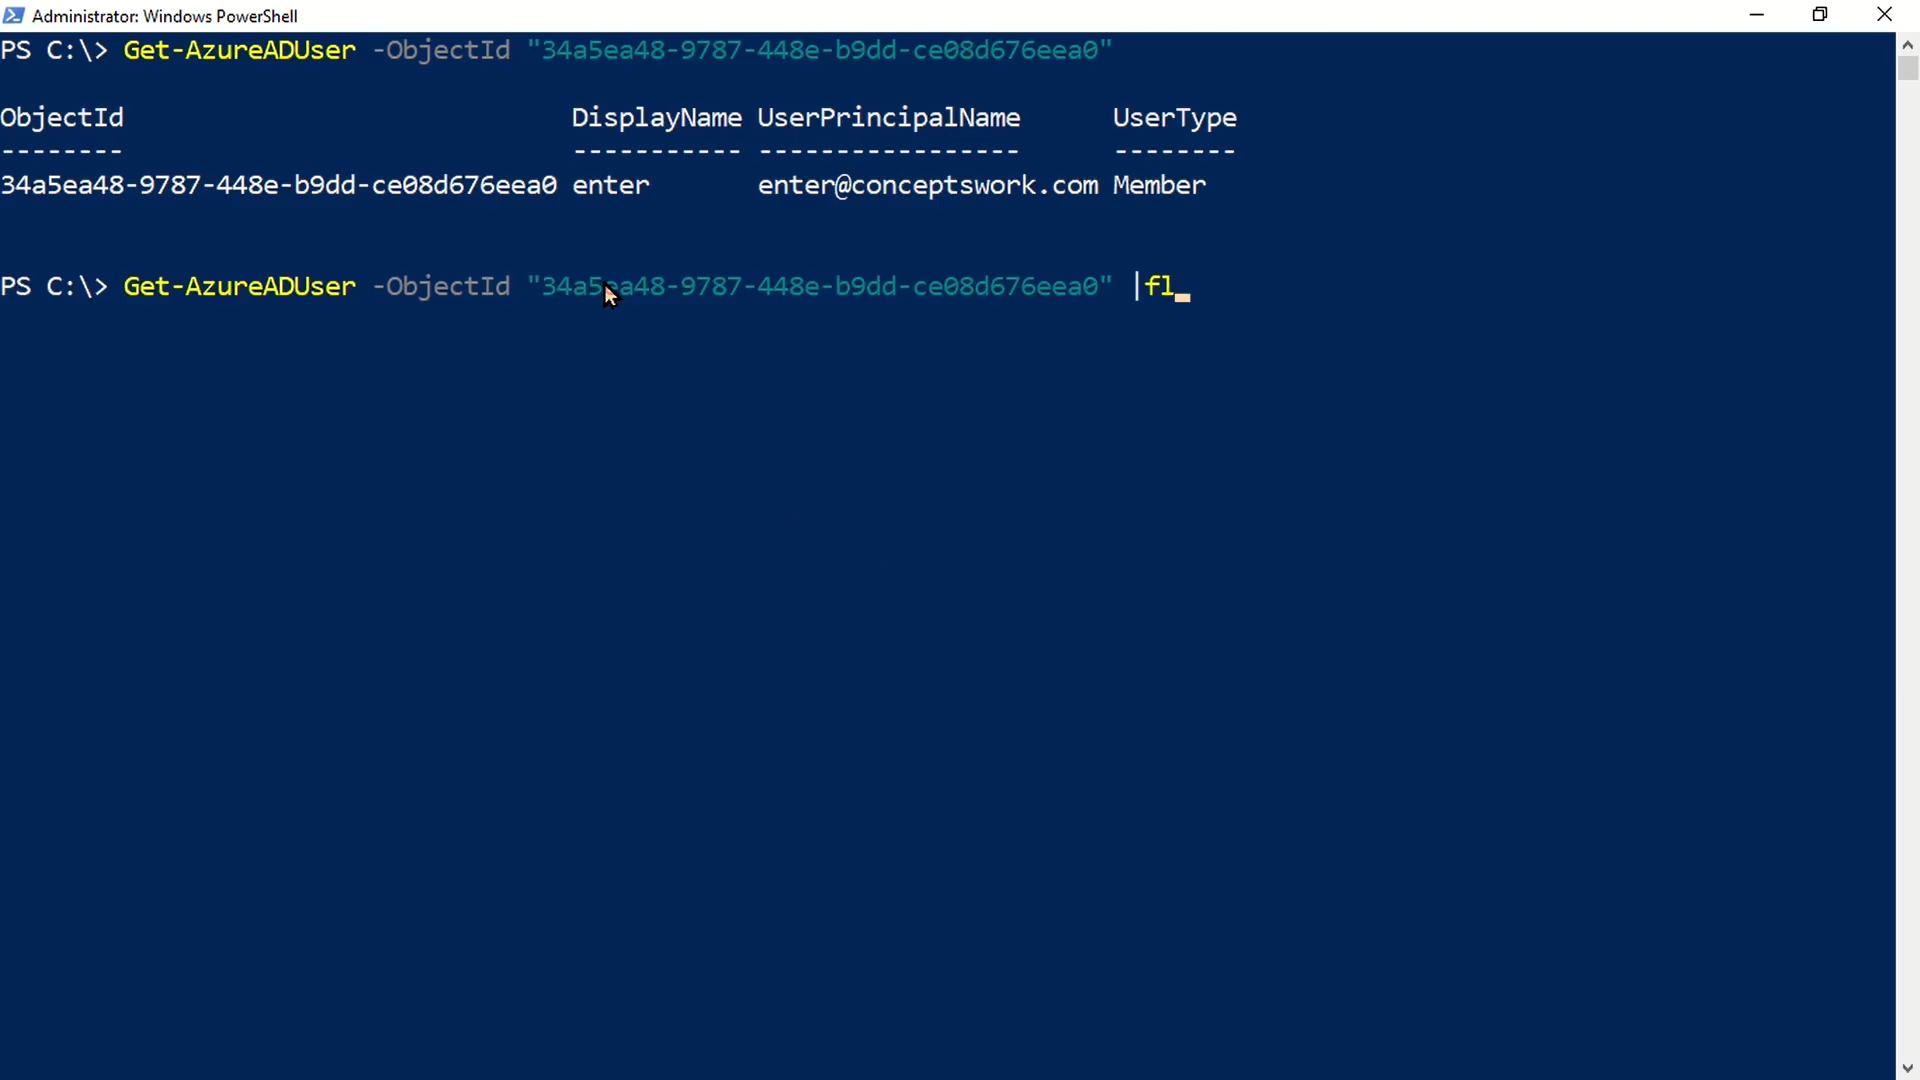 Administrator: Windows PowerShell
PS C:\> Get-AzureADUser -ObjectId "34a5ea48-9787-448e-b9dd-ce08d676eea0"
ObjectId DisplayName UserPrincipalName UserType
-------- ----------- ----------------- --------
34a5ea48-9787-448e-b9dd-ce08d676eea0 enter enter@conceptswork.com Member
PS C:\> Get-AzureADUser -ObjectId "34a5ea48-9787-448e-b9dd-ce08d676eea0" |fl_